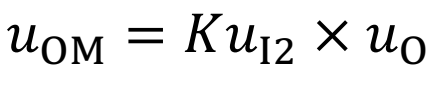 u_OM = Ku_I2 × u_O